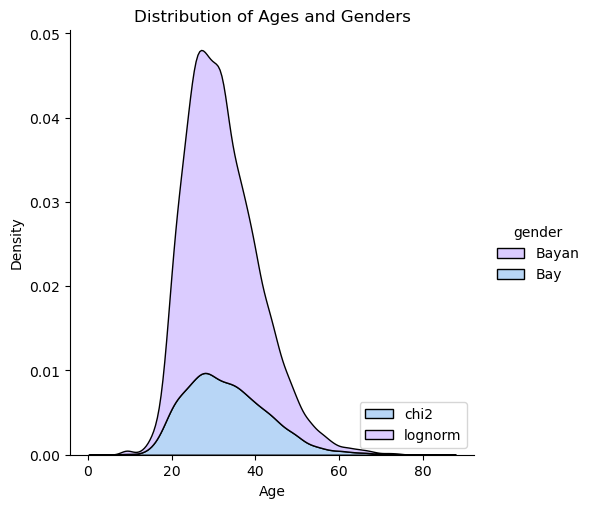 Distribution of Ages and Genders
0.05
0.04
0.03
0.02
0.01
0.00
Density
0 20 40 60 80
Age
gender
Bayan
Bay
chi2
lognorm